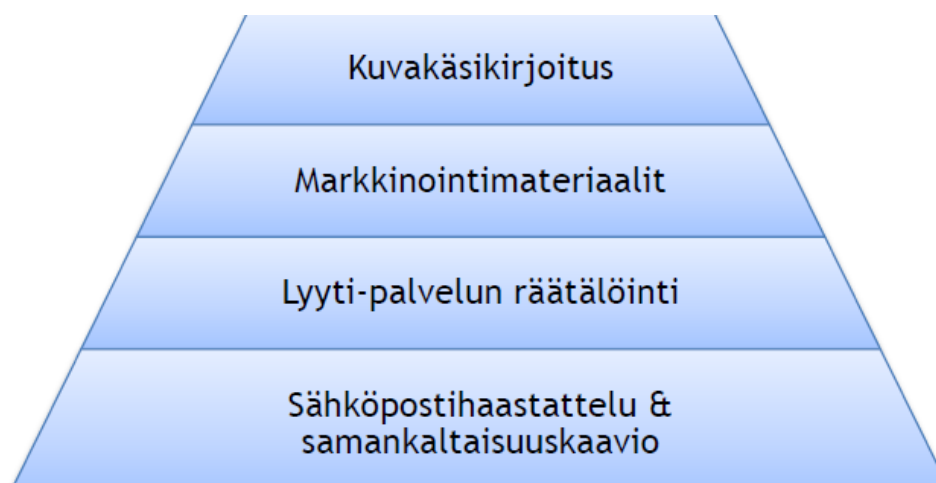 Kuvakäsikirjoitus
Markkinointimateriaalit
Lyyti-palvelun räätälöinti
Sähköpostihaastattelu &
samankaltaisuuskaavio